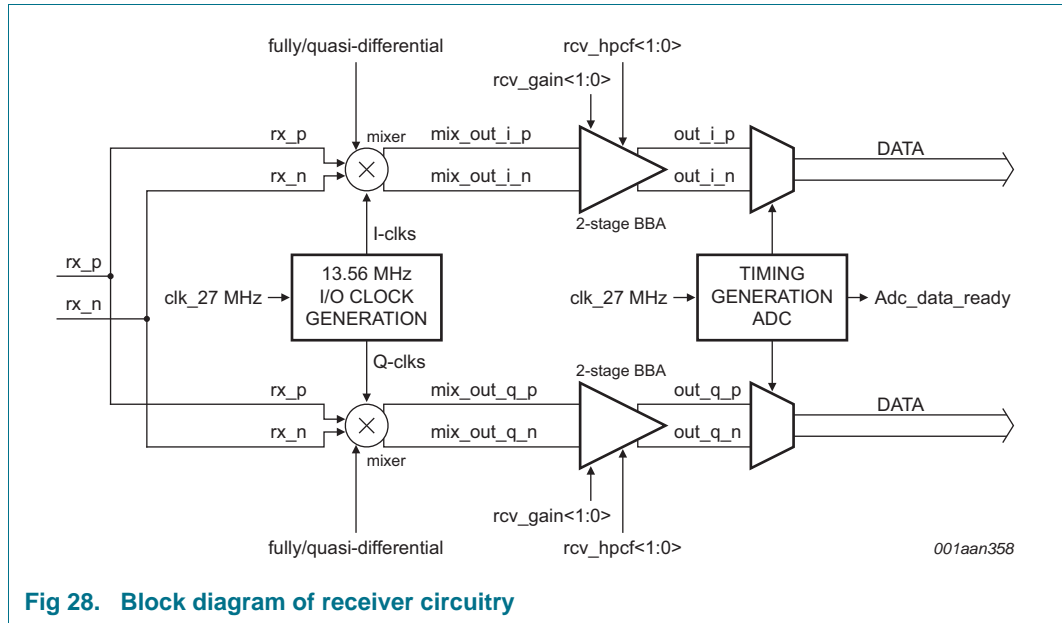 fully/quasi-differential
rcv_hpcf<1:0>
rcv_gain<1:0>
rx_p
mixer
mix_out_i_p
out_i_p
DATA
rx_n
mix_out_i_n
out_i_n
2-stage BBA
I-clks
rx_p
clk_27 MHz
13.56 MHz
I/O CLOCK
GENERATION
clk_27 MHz
TIMING
GENERATION
ADC
Adc_data_ready
rx_n
Q-clks
2-stage BBA
rx_p
mix_out_q_p
out_q_p
DATA
rx_n
mix_out_q_n
out_q_n
mixer
rcv_gain<1:0>
fully/quasi-differential
rcv_hpcf<1:0>
001aan358
Fig 28. Block diagram of receiver circuitry